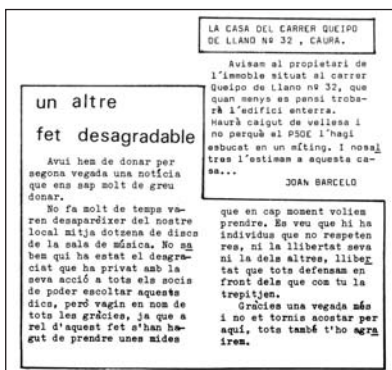 LA CASA DEL CARRER QUEIPO
DE LLANO Nº 32 , CAURA.
Avisam al propietari de
l'immoble situat al carrer
Queipo de Llano nº 32, que
quan menys es pensi troba-
rà l'edifici enterra.
Haurà caigut de vellesa i
no perquè el PSOE l'hagi
esbucat en un míting. I nosal
tres l'estimam a aquesta ca-
sa...
JOAN BARCELO
un altre
fet desagradable
Avui hem de donar per
segona vegada una notícia
que ens sap molt de greu
donar.
No fa molt de temps va-
ren desaparèixer del nostre
local mitja dotzena de discs
de la sala de música. No sa
bem qui ha estat el desgra-
ciat que ha privat amb la
seva acció a tots els socis
de poder escoltar aquests
dics, però vagin en nom de
tots les gràcies, ja que a
rel d'aquest fet s'han ha-
gut de prendre unes mides
que en cap moment voliem
prendre. Es veu que hi ha
individus que no respeten
res, ni la llibertat seva
ni la dels altres, lliber
tat que tots defensam en
front dels que com tu la
trepitjen.
Gràcies una vegada més
i no et tornis acostar per
aquí, tots també t'ho agra
irem.